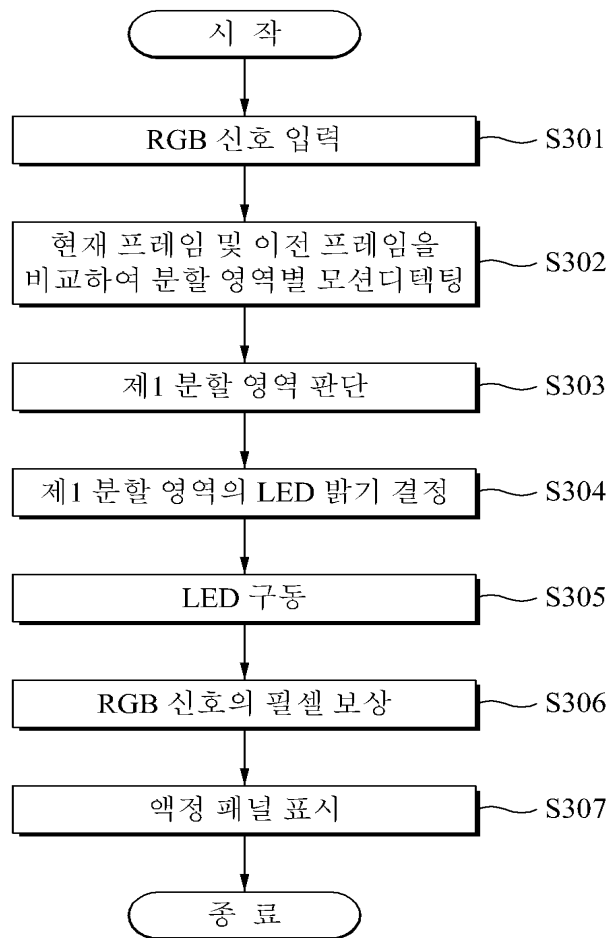 시 작
RGB 신호 입력
S301
현재 프레임 및 이전 프레임을
비교하여 분할 영역별 모션디텍팅
S302
제1 분할 영역 판단
S303
제1 분할 영역의 LED 밝기 결정
S304
LED 구동
S305
RGB 신호의 픽셀 보상
S306
액정 패널 표시
S307
종 료